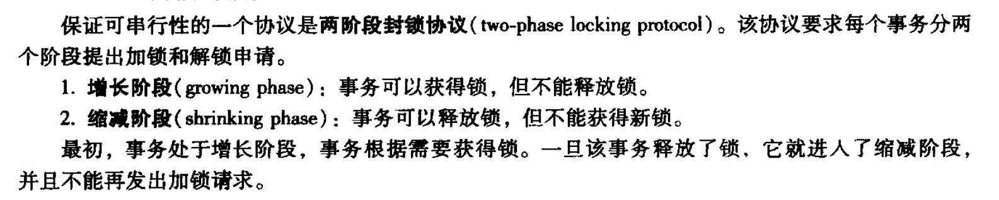 保证可串行性的一个协议是两阶段封锁协议(two-phase locking protocol)。该协议要求每个事务分两
个阶段提出加锁和解锁申请。
1. 增长阶段(growing phase)：事务可以获得锁，但不能释放锁。
2. 缩减阶段(shrinking phase)：事务可以释放锁，但不能获得新锁。
最初，事务处于增长阶段，事务根据需要获得锁。一旦该事务释放了锁，它就进入了缩减阶段，
并且不能再发出加锁请求。